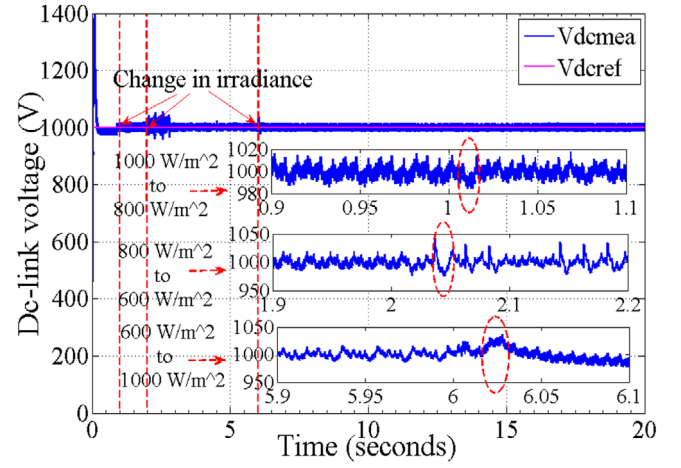 1400
1200
1000
800
600
400
200
0
Dc-link voltage (V)
Vdcmea
Vdcref
Change in irradiance
1000 W/m^2
to
800 W/m^2
1020
1000
980
0.9
0.95
1
1.05
1.1
800 W/m^2
to
600 W/m^2
1050
1000
950
1.9
2
2.1
2.2
600 W/m^2
to
1000 W/m^2
1050
1000
950
5.9
5.95
6
6.05
6.1
0
5
10
15
20
Time (seconds)